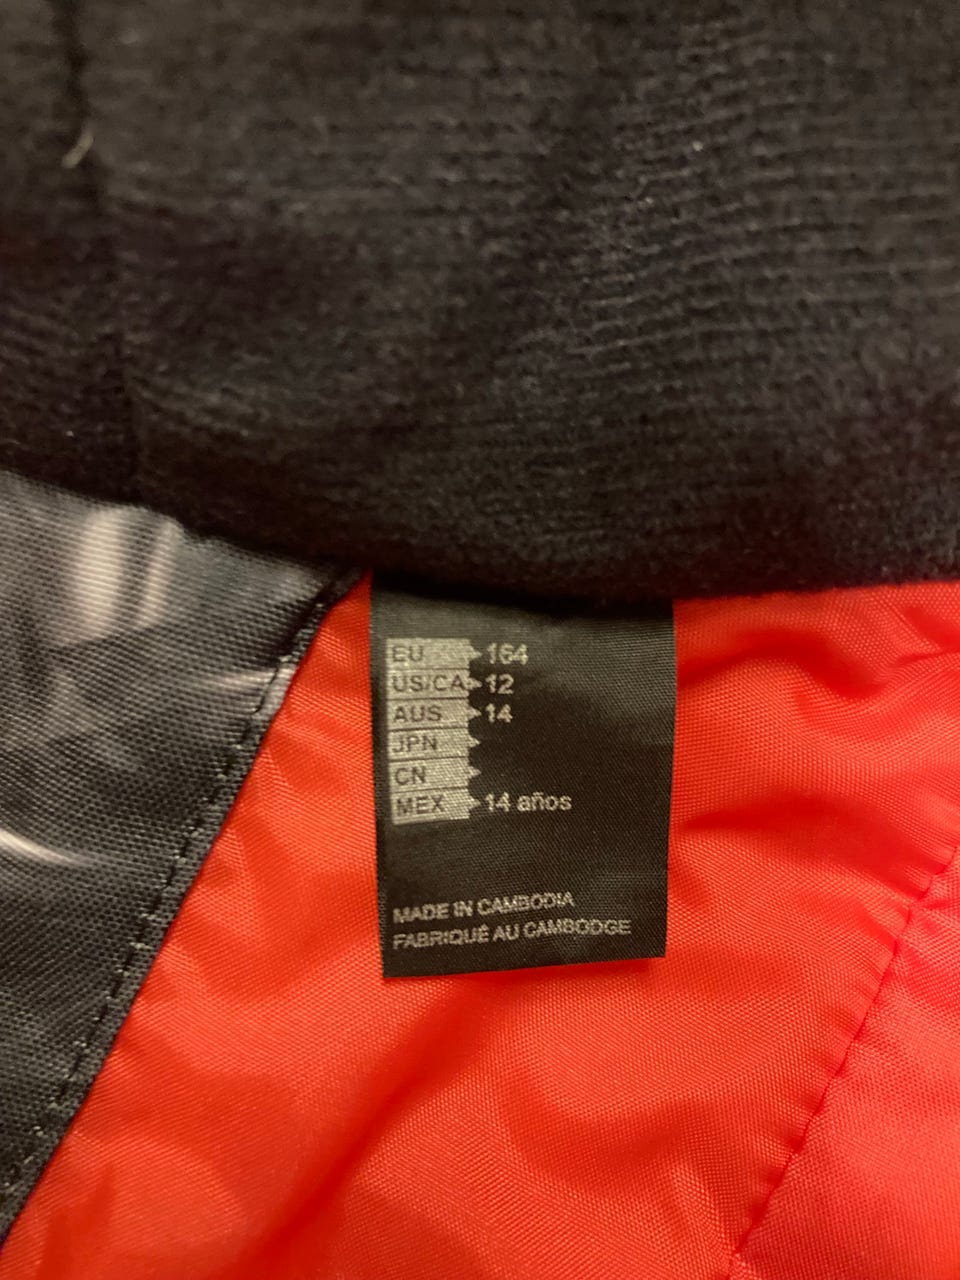 EU 164
US/CA 12
AUS 14
JPN
CN
MEX 14 años
MADE IN CAMBODIA
FABRIQUÉ AU CAMBODGE